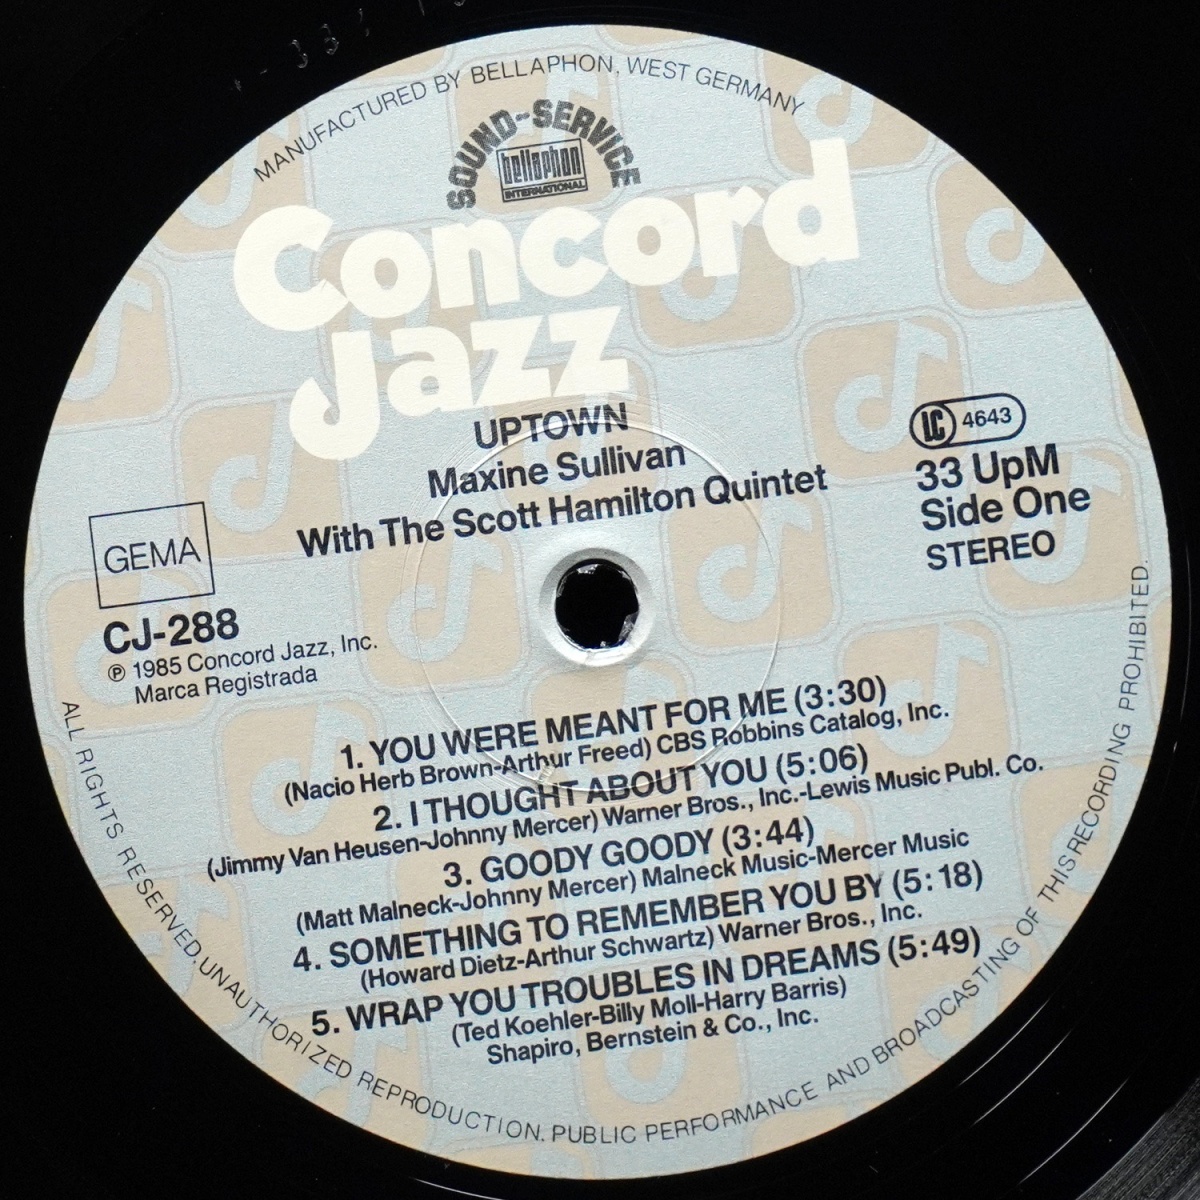 MANUFACTURED BY BELLAPHON, WEST GERMANY
SOUND-SERVICE
bellaphon
INTERNATIONAL
Concord
Jazz
UPTOWN
Maxine Sullivan
With The Scott Hamilton Quintet
LC 4643
33 UpM
Side One
STEREO
GEMA
CJ-288
℗ 1985 Concord Jazz, Inc.
Marca Registrada
1. YOU WERE MEANT FOR ME (3:30)
(Nacio Herb Brown-Arthur Freed) CBS Robbins Catalog, Inc.
2. I THOUGHT ABOUT YOU (5:06)
(Jimmy Van Heusen-Johnny Mercer) Warner Bros., Inc.-Lewis Music Publ. Co.
3. GOODY GOODY (3:44)
(Matt Malneck-Johnny Mercer) Malneck Music-Mercer Music
4. SOMETHING TO REMEMBER YOU BY (5:18)
(Howard Dietz-Arthur Schwartz) Warner Bros., Inc.
5. WRAP YOU TROUBLES IN DREAMS (5:49)
(Ted Koehler-Billy Moll-Harry Barris)
Shapiro, Bernstein & Co., Inc.
ALL RIGHTS RESERVED. UNAUTHORIZED REPRODUCTION. PUBLIC PERFORMANCE AND BROADCASTING OF THIS RECORDING PROHIBITED.